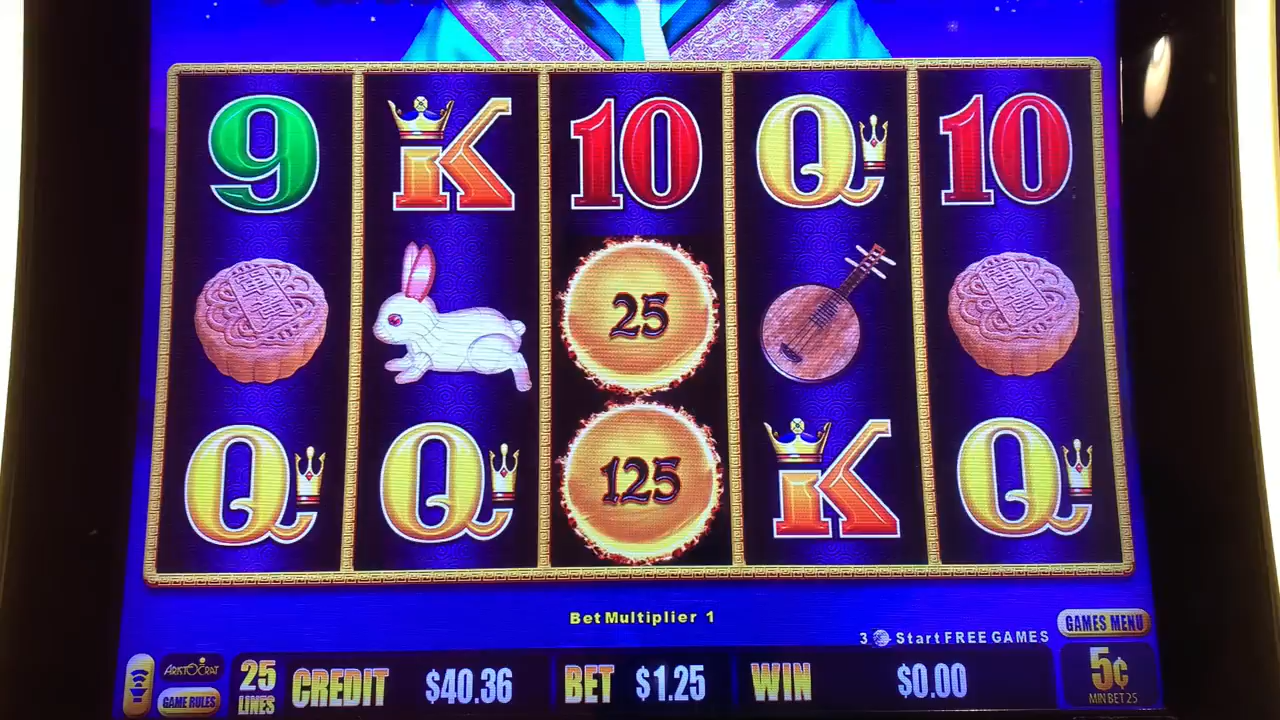 9 K 10 Q 10
25
125
Q Q K Q
Bet Multiplier 1
3 Start FREE GAMES
GAMES MENU
ARISTOCRAT
GAME RULES
25 LINES
CREDIT $40.36
BET $1.25
WIN $0.00
5¢
MIN BET 25